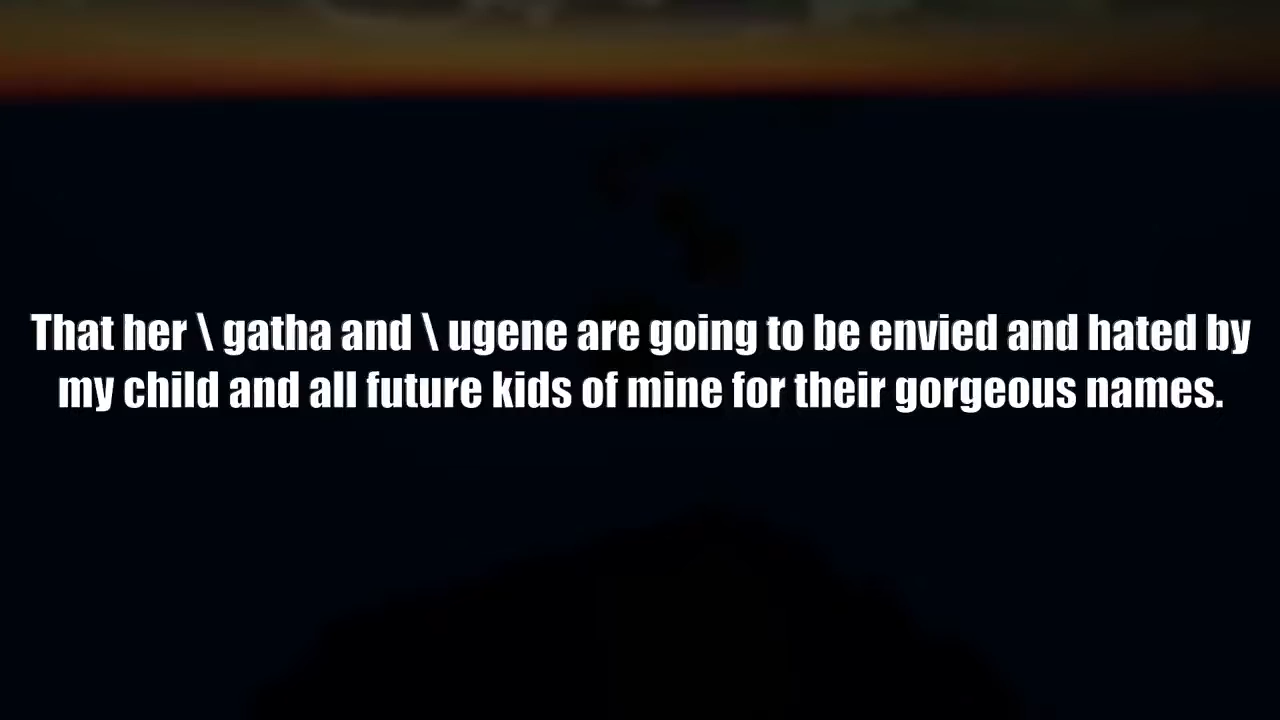 That her \ gatha and \ ugene are going to be envied and hated by
my child and all future kids of mine for their gorgeous names.